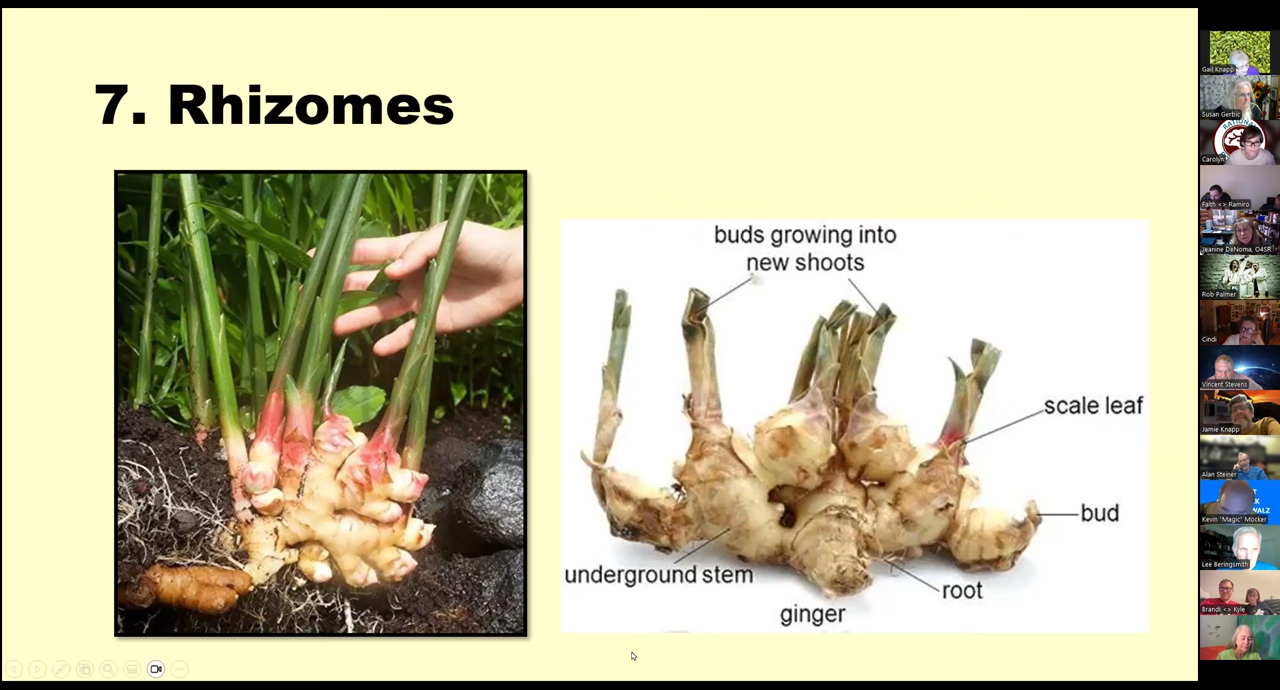 7. Rhizomes
buds growing into
new shoots
scale leaf
bud
underground stem
root
ginger
Gail Knapp
Susan Gerbic
Carolyn
Faith <> Ramiro
Jeanine DeNoma, O4SR
Rob Palmer
Cindi
Vincent Stevens
Jamie Knapp
Alan Steiner
Kevin "Magic" Mocker
Lee Beringsmith
Brandi <> Kyle